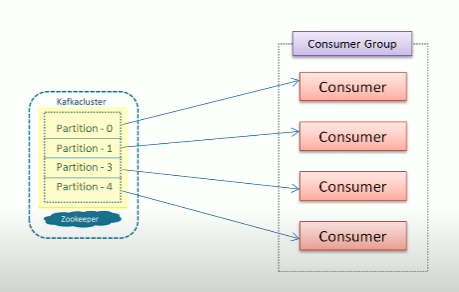 Consumer Group
Kafkacluster
Partition - 0
Partition - 1
Partition - 3
Partition - 4
Zookeeper
Consumer
Consumer
Consumer
Consumer